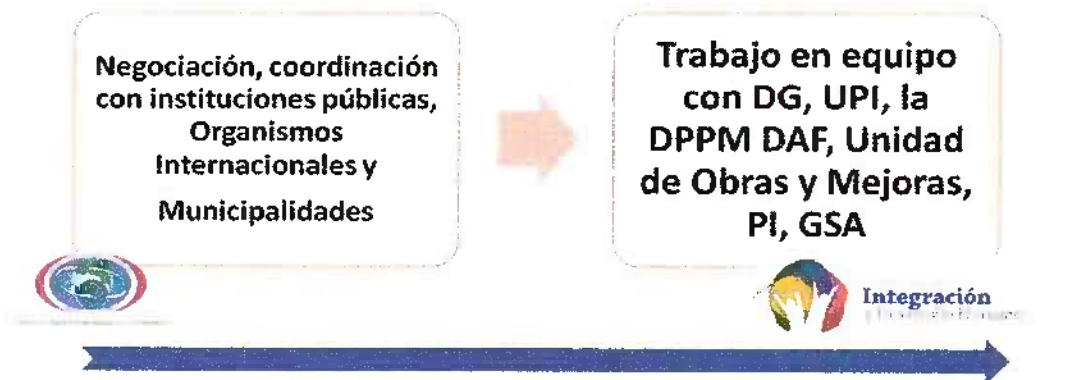 Negociación, coordinación
con instituciones públicas,
Organismos
Internacionales y
Municipalidades
Trabajo en equipo
con DG, UPI, la
DPPM DAF, Unidad
de Obras y Mejoras,
PI, GSA
Integración